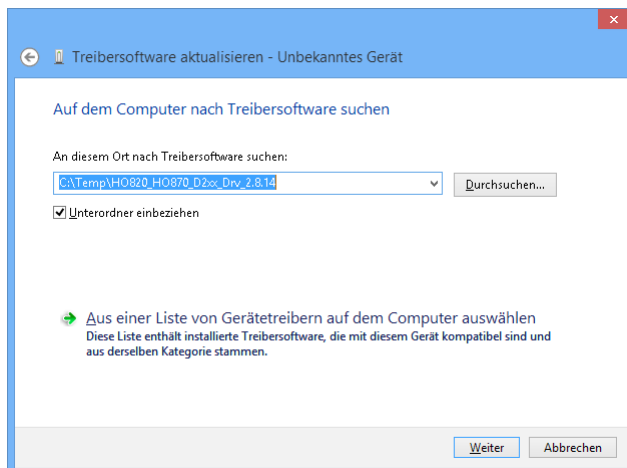 Treibersoftware aktualisieren - Unbekanntes Gerät
Auf dem Computer nach Treibersoftware suchen
An diesem Ort nach Treibersoftware suchen:
C:\Temp\HO820_HO870_D2xx_Drv_2.8.14
Durchsuchen...
Unterordner einbeziehen
Aus einer Liste von Gerätetreibern auf dem Computer auswählen
Diese Liste enthält installierte Treibersoftware, die mit diesem Gerät kompatibel sind und
aus derselben Kategorie stammen.
Weiter
Abbrechen